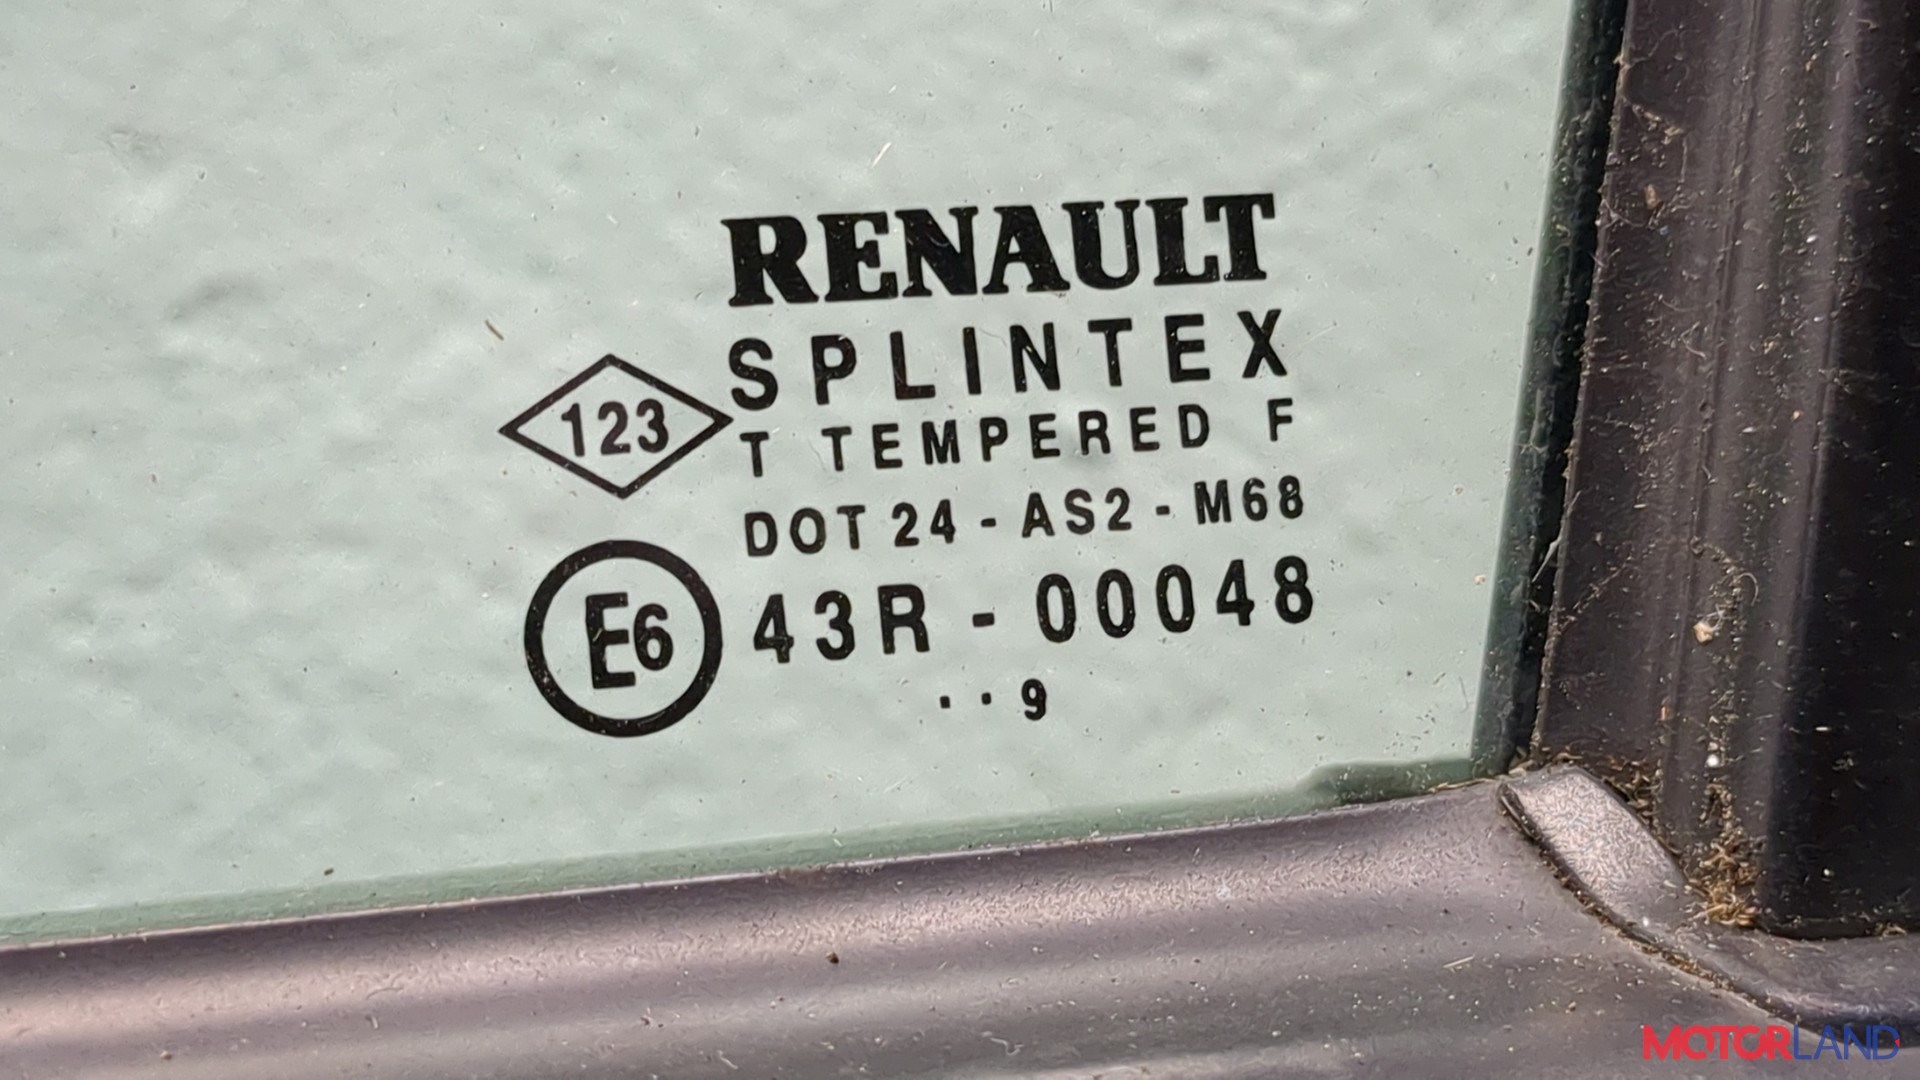 RENAULT
SPLINTEX
123
T TEMPERED F
DOT 24 - AS2 - M68
E6 43R - 00048
. . 9
MOTORLAND